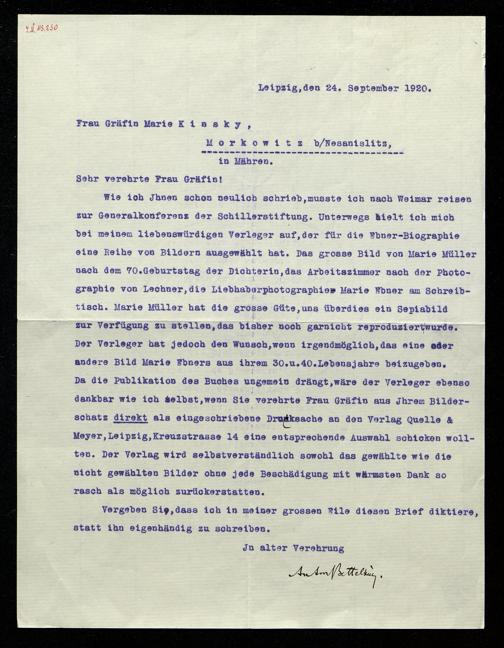 Leipzig,den 24. September 1920.
Frau Gräfin Marie K i n s k y ,
M o r k o w i t z b/Nesanislitz,
in Mähren.
Sehr verehrte Frau Gräfin!
Wie ich Jhnen schon neulich schrieb,musste ich nach Weimar reisen
zur Generalkonferenz der Schillerstiftung. Unterwegs hielt ich mich
bei meinem liebenswürdigen Verleger auf,der für die Ebner-Biographie
eine Reihe von Bildern ausgewählt hat. Das grosse Bild von Marie Müller
nach dem 70.Geburtstag der Dichterin,das Arbeitszimmer nach der Photo-
graphie von Lechner,die Liebhaberphotographien Marie Ebner am Schreib-
tisch. Marie Müller hat die grosse Güte,uns überdies ein Sepiabild
zur Verfügung zu stellen,das bisher noch garnicht reproduziertwurde.
Der Verleger hat jedoch den Wunsch,wenn irgendmöglich,das eine oder
andere Bild Marie Ebners aus ihrem 30.u.40.Lebensjahre beizugeben.
Da die Publikation des Buches ungemein drängt,wäre der Verleger ebenso
dankbar wie ich selbst,wenn Sie verehrte Frau Gräfin aus Jhrem Bilder-
schatz direkt als eingeschriebene Drucksache an den Verlag Quelle &
Meyer,Leipzig,Kreuzstrasse 14 eine entsprechende Auswahl schicken woll-
ten. Der Verlag wird selbstverständlich sowohl das gewählte wie die
nicht gewählten Bilder ohne jede Beschädigung mit wärmsten Dank so
rasch als möglich zurückerstatten.
Vergeben Sie,dass ich in meiner grossen Eile diesen Brief diktiere,
statt ihn eigenhändig zu schreiben.
Jn alter Verehrung
Anton Bettelheim.